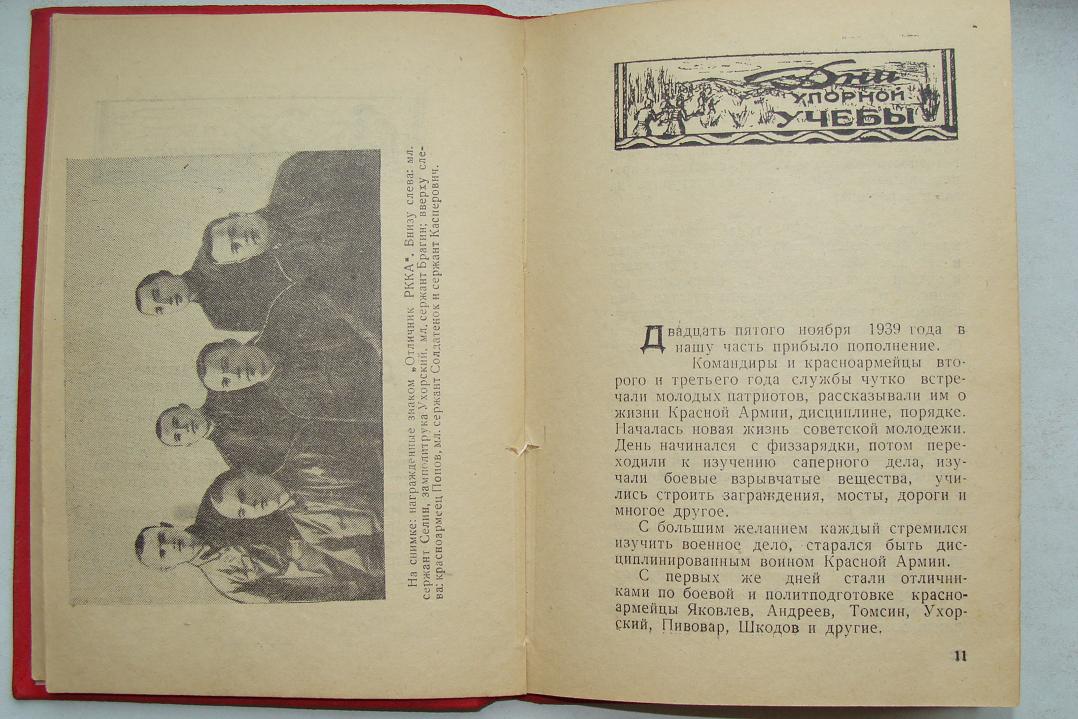 На снимке: награжденные знаком „Отличник РККА“. Внизу слева: мл.
сержант Селин, замполитрука Ухорский, мл. сержант Брагин; вверху сле-
ва: красноармеец Попов, мл. сержант Солдатенок и сержант Касперович.
Дни
УПОРНОЙ
УЧЕБЫ
Двадцать пятого ноября 1939 года в
нашу часть прибыло пополнение.
Командиры и красноармейцы вто-
рого и третьего года службы чутко встре-
чали молодых патриотов, рассказывали им о
жизни Красной Армии, дисциплине, порядке.
Началась новая жизнь советской молодежи.
День начинался с физзарядки, потом пере-
ходили к изучению саперного дела, изу-
чали боевые взрывчатые вещества, учи-
лись строить заграждения, мосты, дороги и
многое другое.
С большим желанием каждый стремился
изучить военное дело, старался быть дис-
циплинированным воином Красной Армии.
С первых же дней стали отлични-
ками по боевой и политподготовке красно-
армейцы Яковлев, Андреев, Томсин, Ухор-
ский, Пивовар, Шкодов и другие.
11